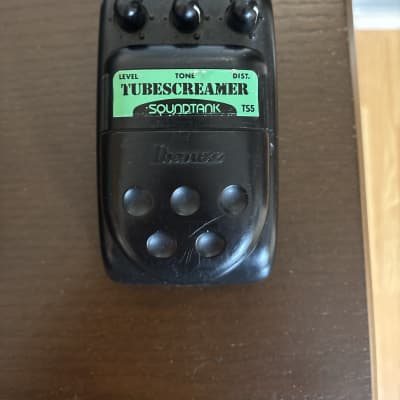 LEVEL TONE DIST.
TUBESCREAMER
SOUNDTANK TS5
Ibanez